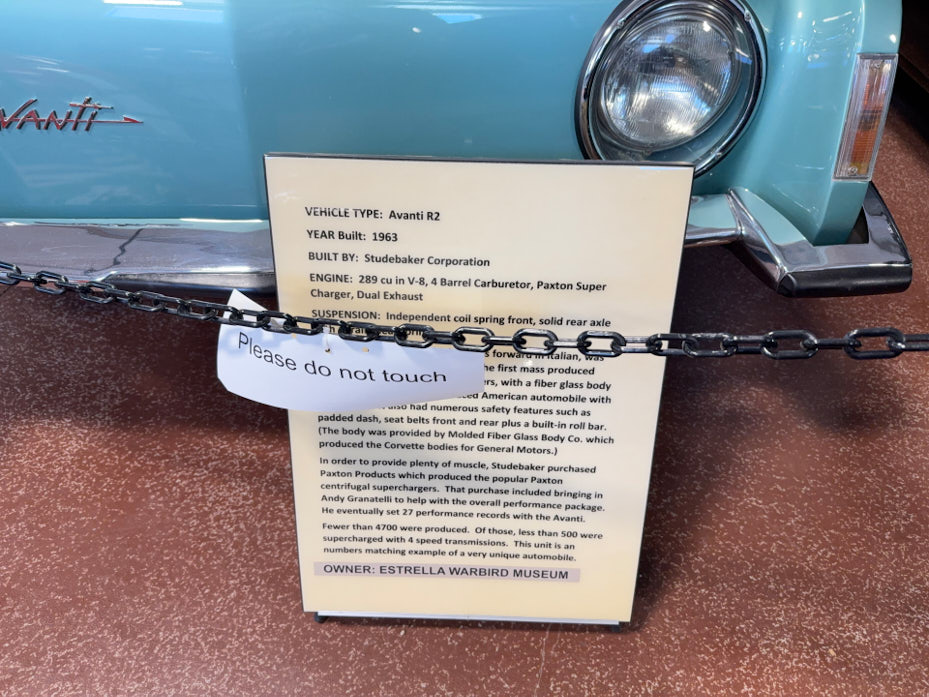 VANTI
VEHICLE TYPE: Avanti R2
YEAR Built: 1963
BUILT BY: Studebaker Corporation
ENGINE: 289 cu in V-8, 4 Barrel Carburetor, Paxton Super
Charger, Dual Exhaust
SUSPENSION: Independent coil spring front, solid rear axle
Please do not touch
forward in Italian, was
first mass produced
with a fiber glass body
American automobile with
also had numerous safety features such as
padded dash, seat belts front and rear plus a built-in roll bar.
(The body was provided by Molded Fiber Glass Body Co. which
produced the Corvette bodies for General Motors.)
In order to provide plenty of muscle, Studebaker purchased
Paxton Products which produced the popular Paxton
centrifugal superchargers. That purchase included bringing in
Andy Granatelli to help with the overall performance package.
He eventually set 27 performance records with the Avanti.
Fewer than 4700 were produced. Of those, less than 500 were
supercharged with 4 speed transmissions. This unit is an
numbers matching example of a very unique automobile.
OWNER: ESTRELLA WARBIRD MUSEUM